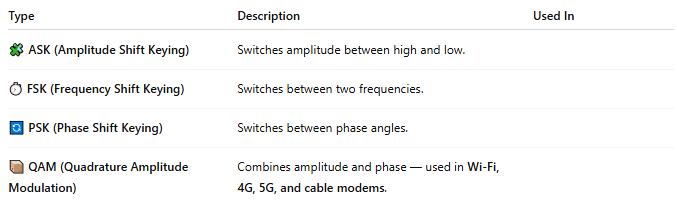 Type Description Used In
🧩 ASK (Amplitude Shift Keying) Switches amplitude between high and low.
⏱️ FSK (Frequency Shift Keying) Switches between two frequencies.
🔄 PSK (Phase Shift Keying) Switches between phase angles.
📦 QAM (Quadrature Amplitude Combines amplitude and phase — used in Wi-Fi,
Modulation) 4G, 5G, and cable modems.